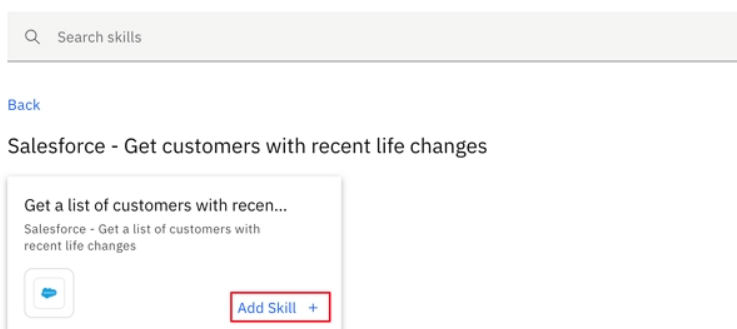 Search skills
Back
Salesforce - Get customers with recent life changes
Get a list of customers with recen...
Salesforce - Get a list of customers with
recent life changes
Add Skill +